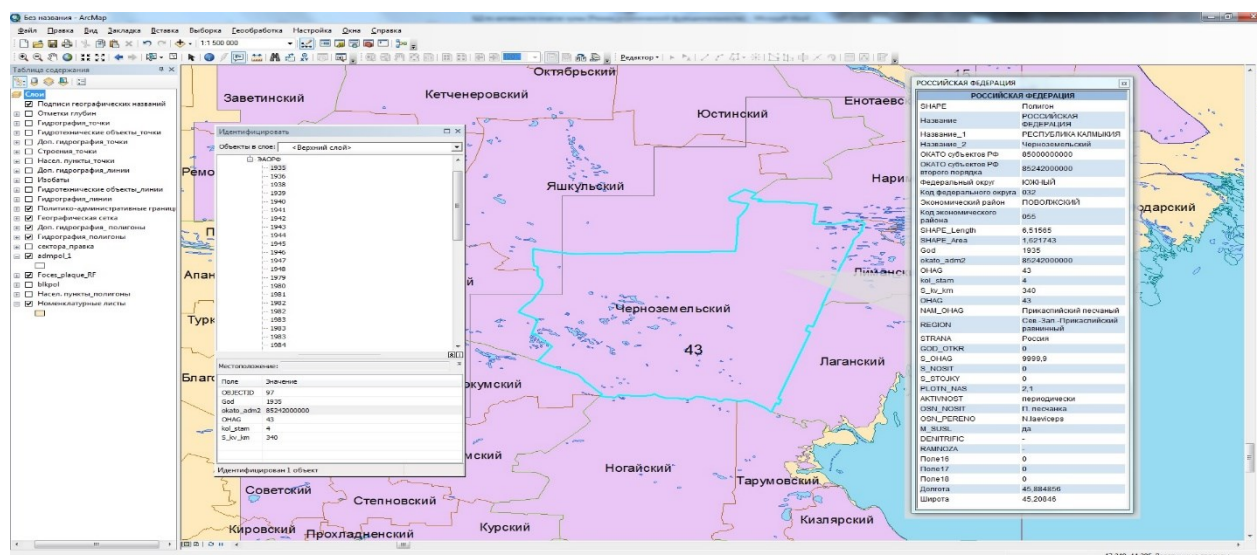 Без названия - ArcMap
Файл Правка Вид Закладка Вставка Выборка Геообработка Настройка Окна Справка
1:1 500 000
Редактор
Таблица содержания
Слои
Подписи географических названий
Отметки глубин
Гидрография_точки
Гидротехнические объекты_точки
Доп. гидрография_точки
Строения_точки
Насел. пункты_точки
Доп. гидрография_линии
Изобаты
Гидротехнические объекты_линии
Гидрография_линии
Политико-административные границ
Географическая сетка
Доп. гидрография_полигоны
Гидрография_полигоны
сектора_правка
admpol_1
Foces_plaque_RF
blkpol
Насел. пункты_полигоны
Номенклатурные листы
Идентифицировать
Объекты в слое: <Верхний слой>
1935
1936
1938
1939
1940
1941
1942
1943
1944
1945
1946
1947
1948
1979
1980
1981
1982
1982
1983
1983
1983
1984
Местоположение:
Поле Значение
OBJECTID 97
God 1935
okato_adm2 85242000000
OHAG 43
kol_stam 4
S_kv_km 340
Идентифицирован 1 объект
Октябрьский
Заветинский
Кетченеровский
Юстинский
Енотаевс
Ремо
Яшкульский
Нари
Апан
Лиманс
Черноземельский
43
Турк
Лаганский
Благ
кумский
мский
Ногайский
Тарумовский
Советский
Степновский
Кизлярский
Кировский
Прохладненский
Курский
одарский
РОССИЙСКАЯ ФЕДЕРАЦИЯ
РОССИЙСКАЯ ФЕДЕРАЦИЯ
SHAPE Полигон
Название РОССИЙСКАЯ ФЕДЕРАЦИЯ
Название_1 РЕСПУБЛИКА КАЛМЫКИЯ
Название_2 Черноземельский
ОКАТО субъектов РФ 85000000000
ОКАТО субъектов РФ второго порядка 85242000000
Федеральный округ ЮЖНЫЙ
Код федерального округа 032
Экономический район ПОВОЛЖСКИЙ
Код экономического района 055
SHAPE_Length 6,51565
SHAPE_Area 1,621743
God 1935
okato_adm2 85242000000
OHAG 43
kol_stam 4
S_kv_km 340
OHAG 43
NAM_OHAG Прикаспийский песчаный
REGION Сев.-Зап.-Прикаспийский равнинный
STRANA Россия
GOD_OTKR 0
S_OHAG 9999,9
S_NOSIT 0
S_STOJKY 0
PLOTN_NAS 2,1
AKTIVNOST периодически
OSN_NOSIT П. песчанка
OSN_PERENO N.laeviceps
M_SUSL да
DENITRIFIC -
RAMNOZA -
Поле16 0
Поле17 0
Поле18 0
Долгота 45,884856
Широта 45,20846